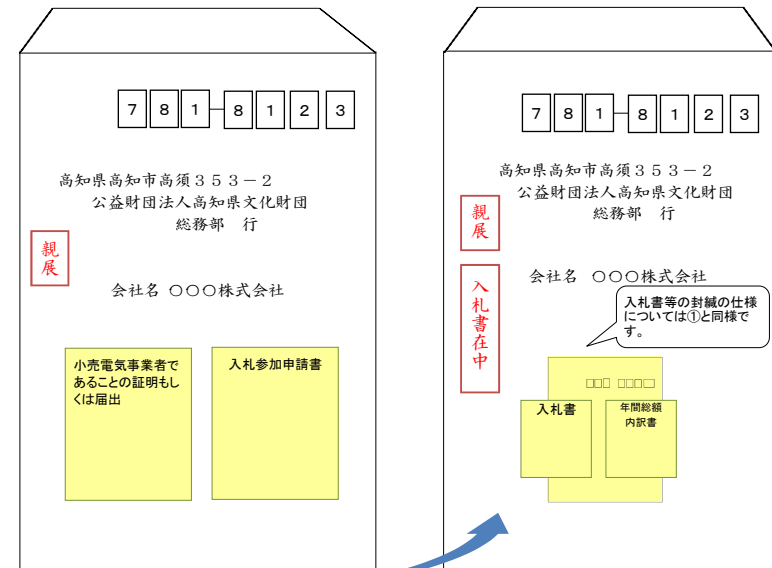 781-8123
高知県高知市高須３５３－２
公益財団法人高知県文化財団
総務部　行
親展
会社名 〇〇〇株式会社
小売電気事業者で
あることの証明もし
くは届出
入札参加申請書
781-8123
高知県高知市高須３５３－２
公益財団法人高知県文化財団
総務部　行
親展
会社名 〇〇〇株式会社
入札書在中
入札書等の封緘の仕様
については①と同様で
す。
□□□ □□□□
入札書
年間総額
内訳書